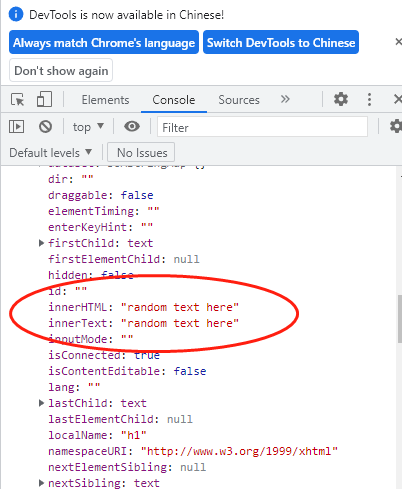 DevTools is now available in Chinese!
Always match Chrome's language Switch DevTools to Chinese
Don't show again
Elements Console Sources »
top ▼ Filter
Default levels ▼ No Issues
dir: ""
draggable: false
elementTiming: ""
enterKeyHint: ""
firstChild: text
firstElementChild: null
hidden: false
id: ""
innerHTML: "random text here"
innerText: "random text here"
inputMode: ""
isConnected: true
isContentEditable: false
lang: ""
lastChild: text
lastElementChild: null
localName: "h1"
namespaceURI: "http://www.w3.org/1999/xhtml"
nextElementSibling: null
nextSibling: text